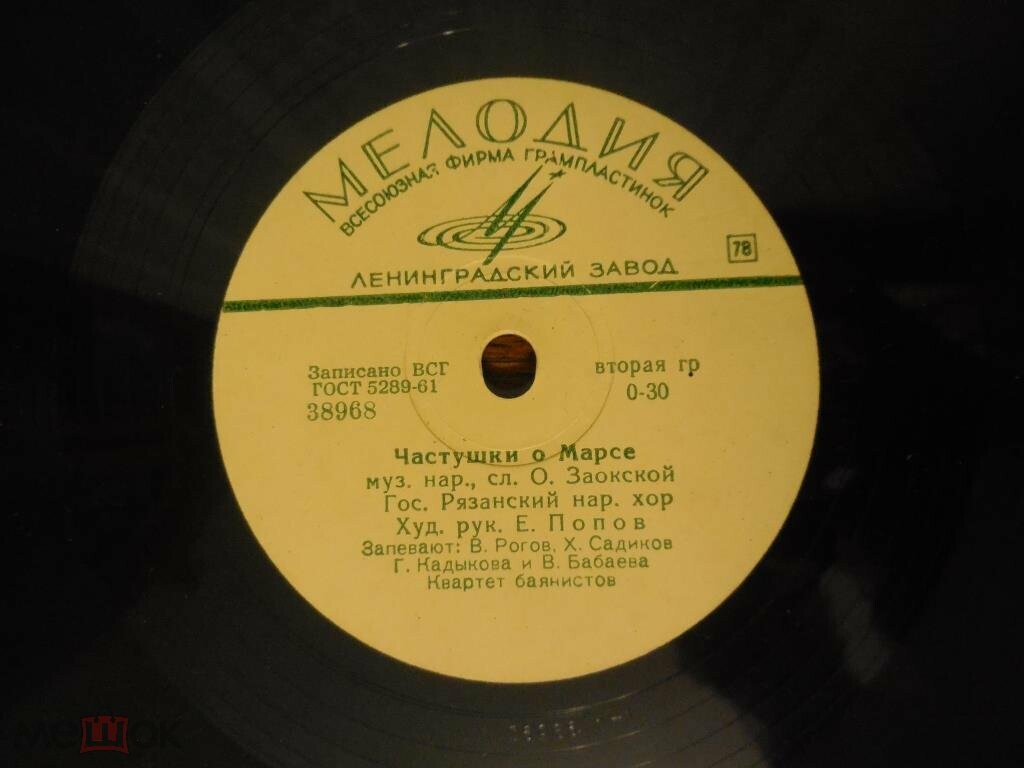 МЕЛОДИЯ
ВСЕСОЮЗНАЯ ФИРМА ГРАМПЛАСТИНОК
78
ЛЕНИНГРАДСКИЙ ЗАВОД
Записано ВСГ
ГОСТ 5289-61
38968
вторая гр
0-30
Частушки о Марсе
муз. нар., сл. О. Заокской
Гос. Рязанский нар. хор
Худ. рук. Е. Попов
Запевают: В. Рогов, Х. Садиков
Г. Кадыкова и В. Бабаева
Квартет баянистов
мешок